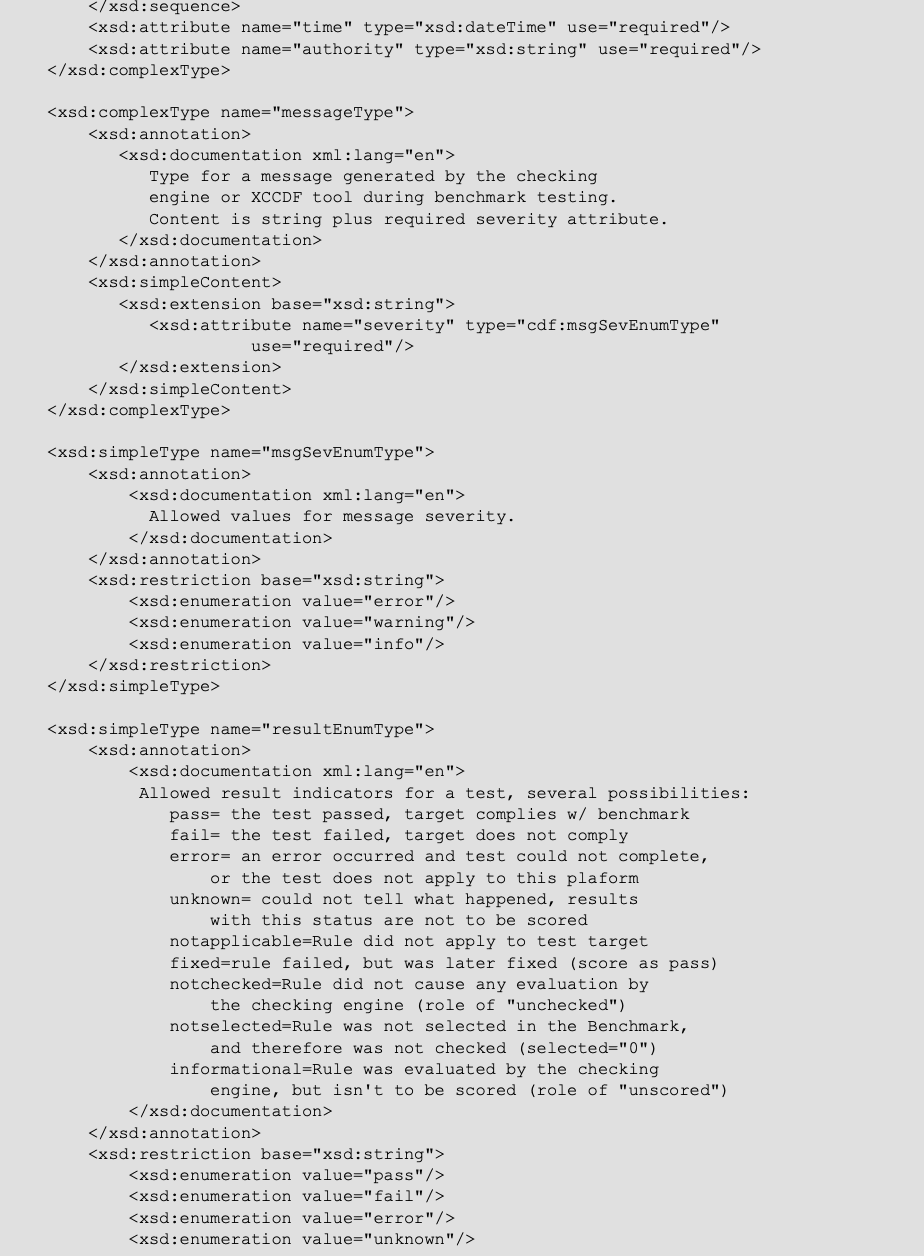 </xsd:sequence>
<xsd:attribute name="time" type="xsd:dateTime" use="required"/>
<xsd:attribute name="authority" type="xsd:string" use="required"/>
</xsd:complexType>
<xsd:complexType name="messageType">
<xsd:annotation>
<xsd:documentation xml:lang="en">
Type for a message generated by the checking
engine or XCCDF tool during benchmark testing.
Content is string plus required severity attribute.
</xsd:documentation>
</xsd:annotation>
<xsd:simpleContent>
<xsd:extension base="xsd:string">
<xsd:attribute name="severity" type="cdf:msgSevEnumType"
use="required"/>
</xsd:extension>
</xsd:simpleContent>
</xsd:complexType>
<xsd:simpleType name="msgSevEnumType">
<xsd:annotation>
<xsd:documentation xml:lang="en">
Allowed values for message severity.
</xsd:documentation>
</xsd:annotation>
<xsd:restriction base="xsd:string">
<xsd:enumeration value="error"/>
<xsd:enumeration value="warning"/>
<xsd:enumeration value="info"/>
</xsd:restriction>
</xsd:simpleType>
<xsd:simpleType name="resultEnumType">
<xsd:annotation>
<xsd:documentation xml:lang="en">
Allowed result indicators for a test, several possibilities:
pass= the test passed, target complies w/ benchmark
fail= the test failed, target does not comply
error= an error occurred and test could not complete,
or the test does not apply to this plaform
unknown= could not tell what happened, results
with this status are not to be scored
notapplicable=Rule did not apply to test target
fixed=rule failed, but was later fixed (score as pass)
notchecked=Rule did not cause any evaluation by
the checking engine (role of "unchecked")
notselected=Rule was not selected in the Benchmark,
and therefore was not checked (selected="0")
informational=Rule was evaluated by the checking
engine, but isn't to be scored (role of "unscored")
</xsd:documentation>
</xsd:annotation>
<xsd:restriction base="xsd:string">
<xsd:enumeration value="pass"/>
<xsd:enumeration value="fail"/>
<xsd:enumeration value="error"/>
<xsd:enumeration value="unknown"/>